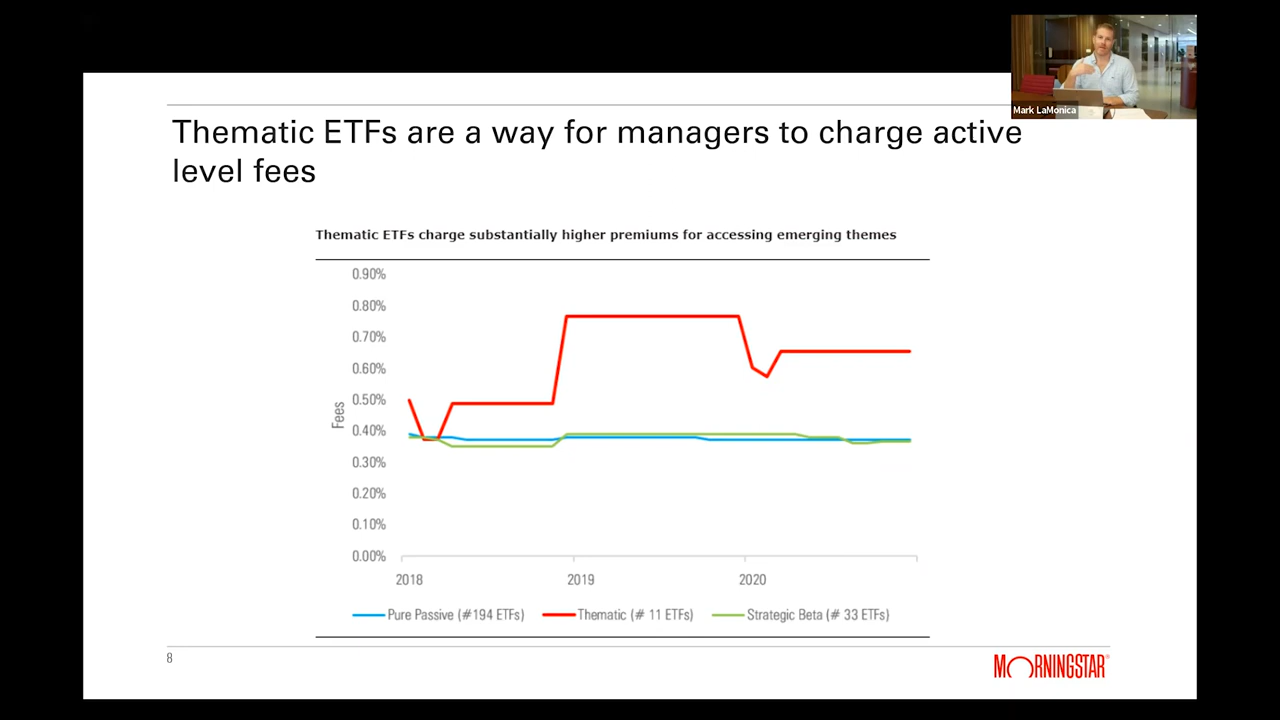 Mark LaMonica
Thematic ETFs are a way for managers to charge active
level fees
Thematic ETFs charge substantially higher premiums for accessing emerging themes
0.90%
0.80%
0.70%
0.60%
0.50%
0.40%
0.30%
0.20%
0.10%
0.00%
Fees
2018 2019 2020
Pure Passive (#194 ETFs) Thematic (# 11 ETFs) Strategic Beta (# 33 ETFs)
8
MORNINGSTAR®